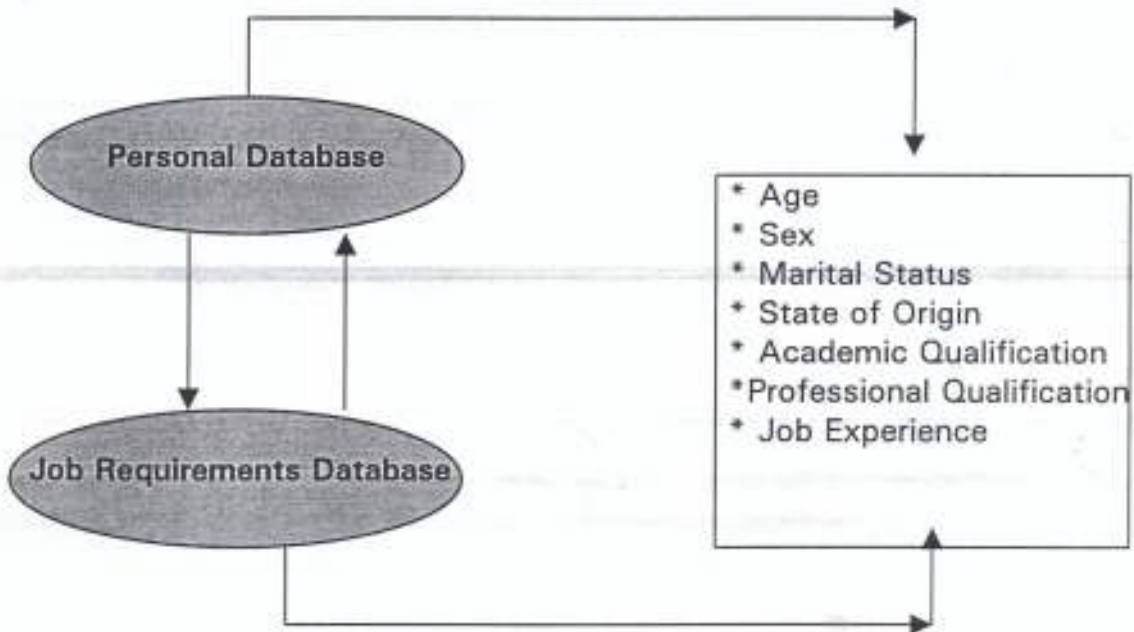 Personal Database
* Age
* Sex
* Marital Status
* State of Origin
* Academic Qualification
*Professional Qualification
* Job Experience
Job Requirements Database